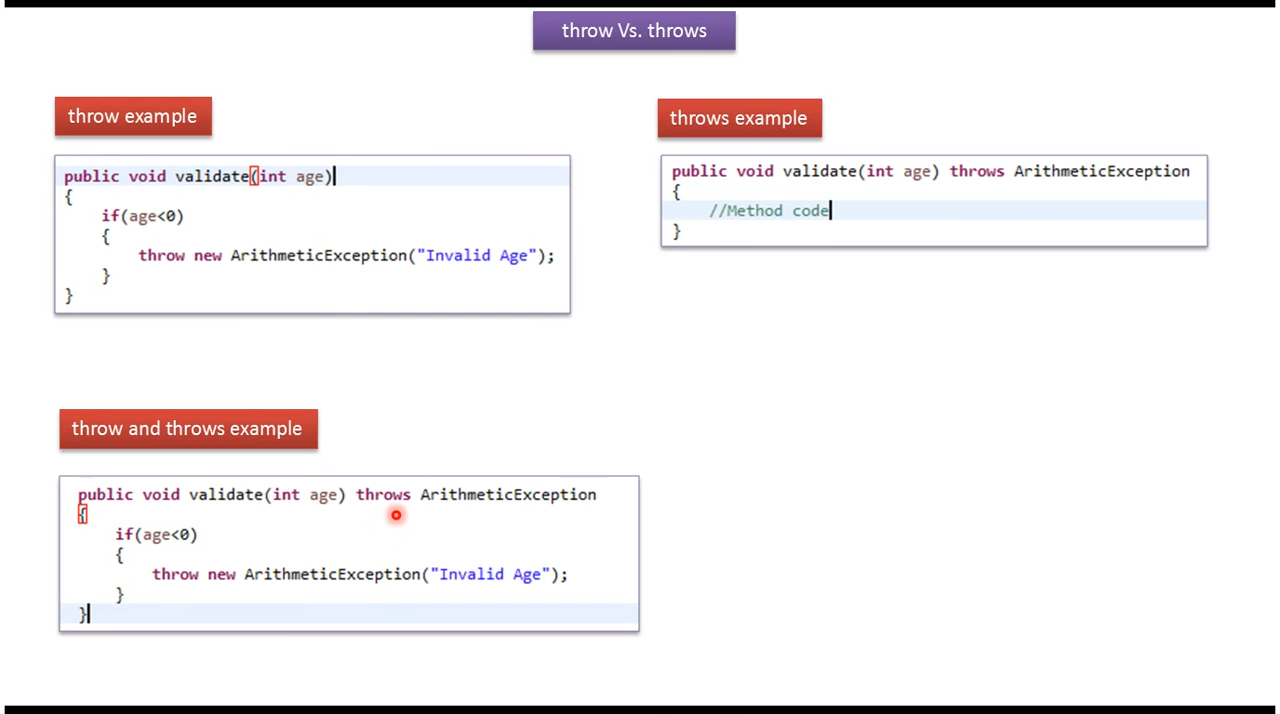 throw Vs. throws
throw example
public void validate(int age)
{
if(age<0)
{
throw new ArithmeticException("Invalid Age");
}
}
throws example
public void validate(int age) throws ArithmeticException
{
//Method code
}
throw and throws example
public void validate(int age) throws ArithmeticException
{
if(age<0)
{
throw new ArithmeticException("Invalid Age");
}
}